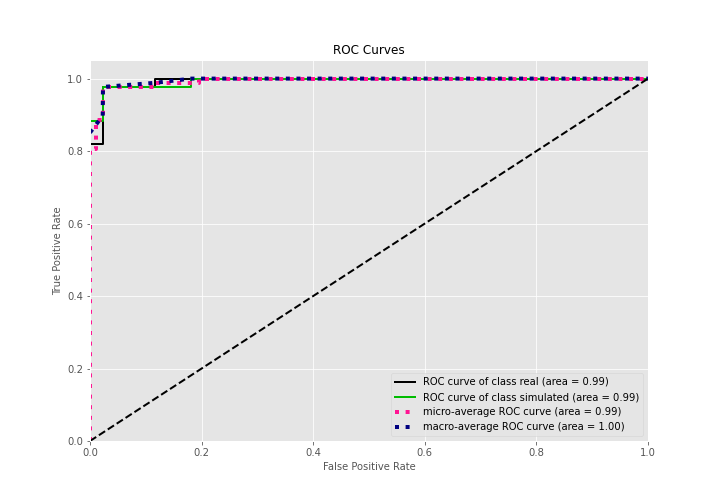 ROC Curves
True Positive Rate
1.0
0.8
0.6
0.4
0.2
0.0
0.0 0.2 0.4 0.6 0.8 1.0
False Positive Rate
ROC curve of class real (area = 0.99)
ROC curve of class simulated (area = 0.99)
micro-average ROC curve (area = 0.99)
macro-average ROC curve (area = 1.00)